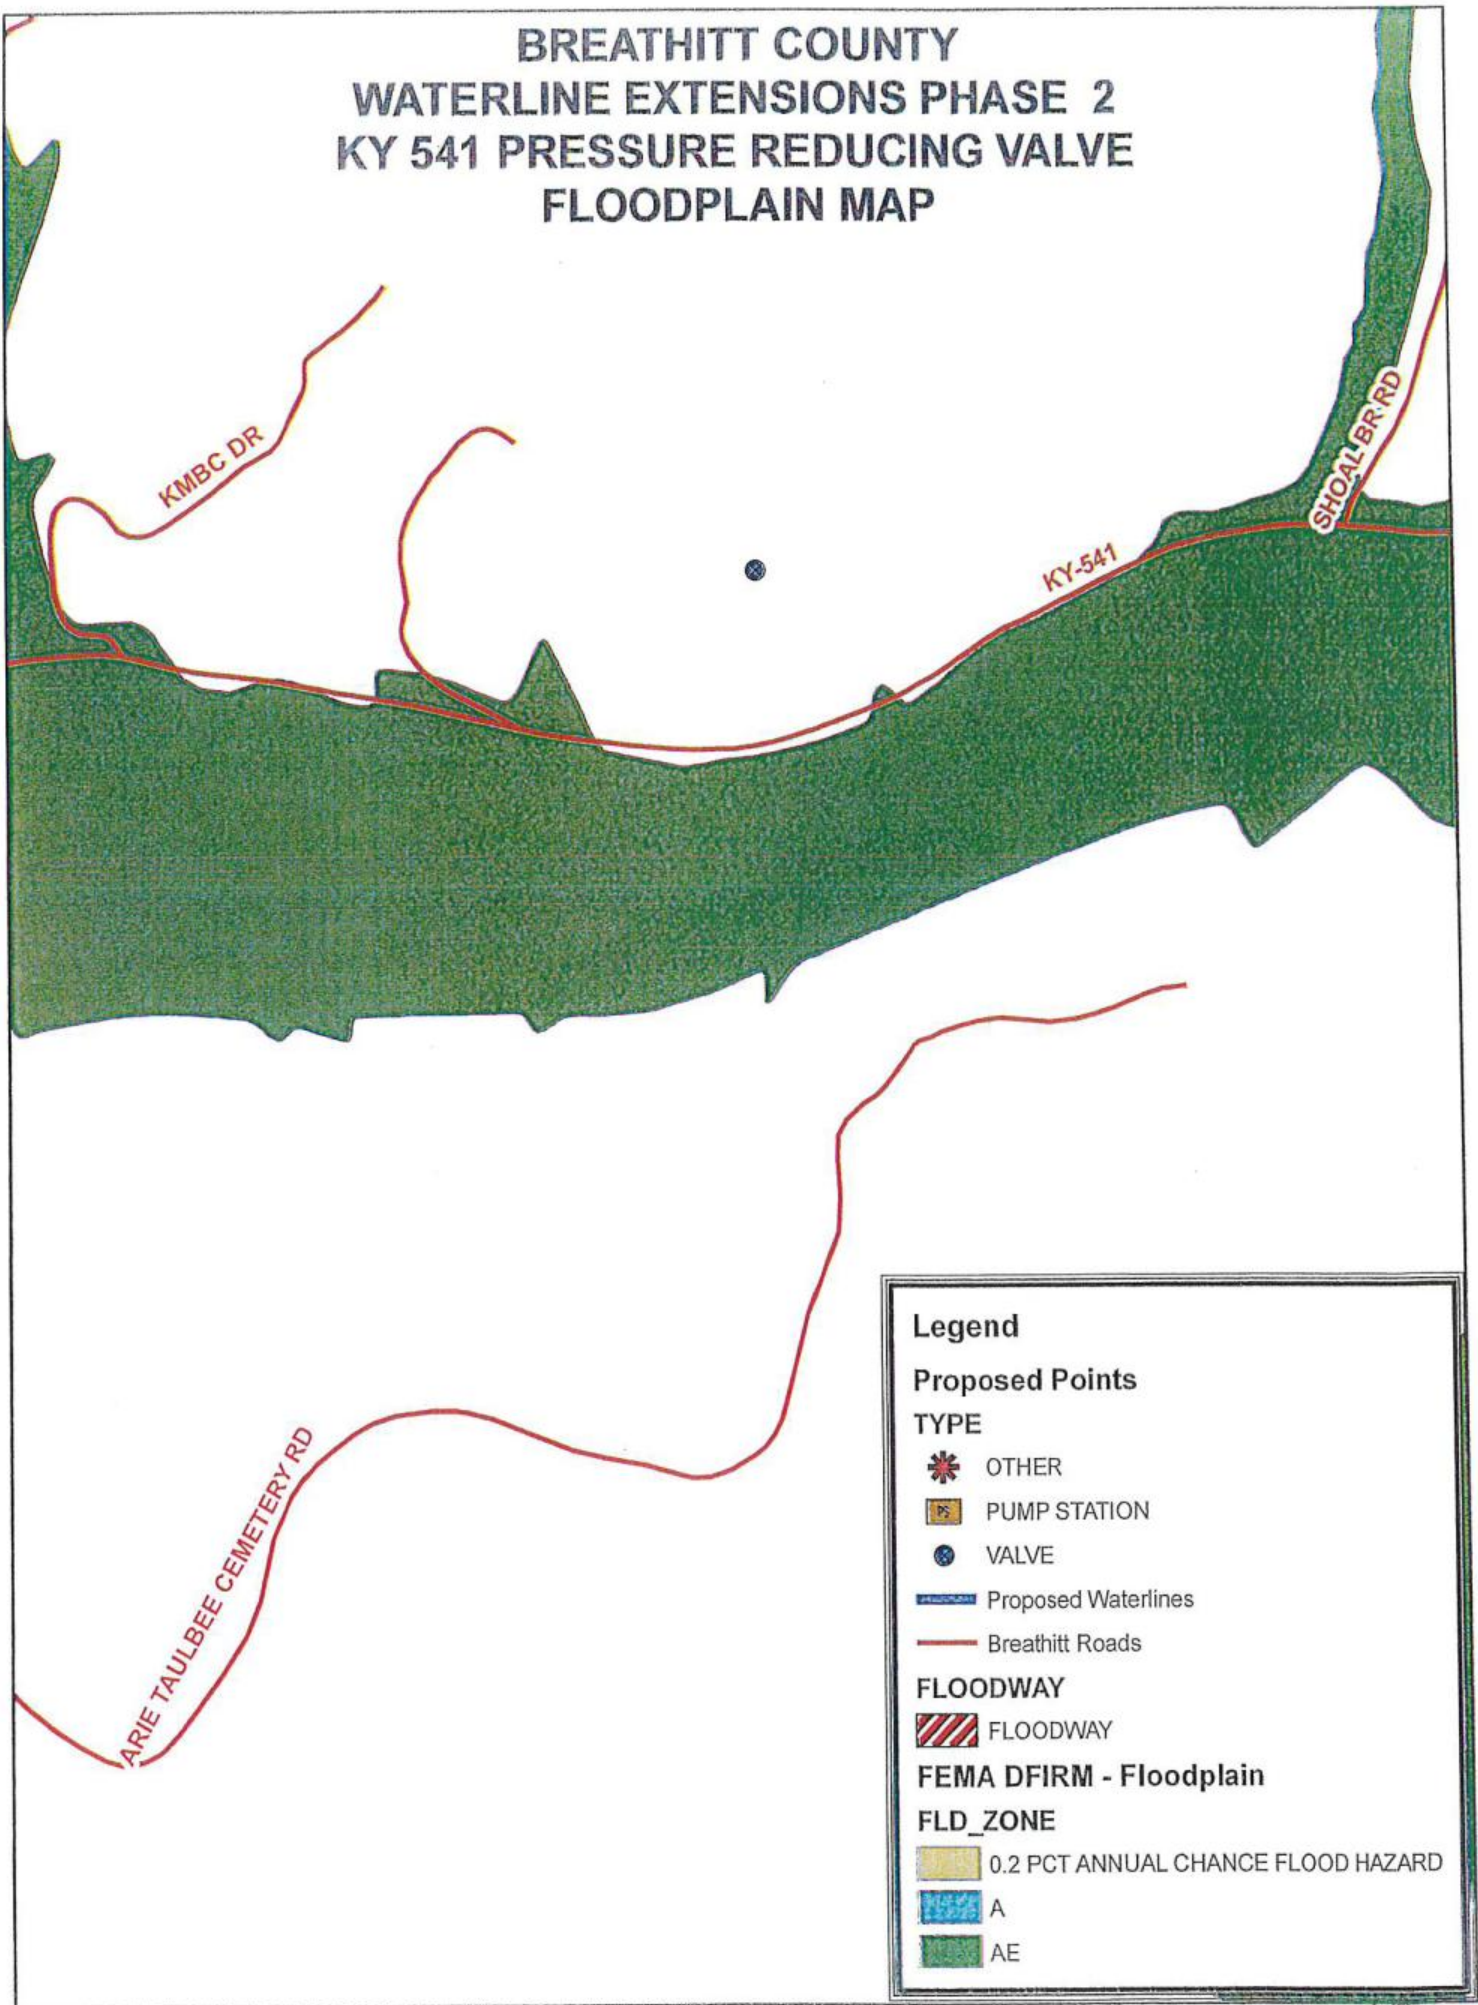 BREATHITT COUNTY
WATERLINE EXTENSIONS PHASE 2
KY 541 PRESSURE REDUCING VALVE
FLOODPLAIN MAP
KMBC DR
SHOAL BR RD
KY-541
ARIE TAULBEE CEMETERY RD
Legend
Proposed Points
TYPE
OTHER
PS PUMP STATION
VALVE
Proposed Waterlines
Breathitt Roads
FLOODWAY
FLOODWAY
FEMA DFIRM - Floodplain
FLD_ZONE
0.2 PCT ANNUAL CHANCE FLOOD HAZARD
A
AE